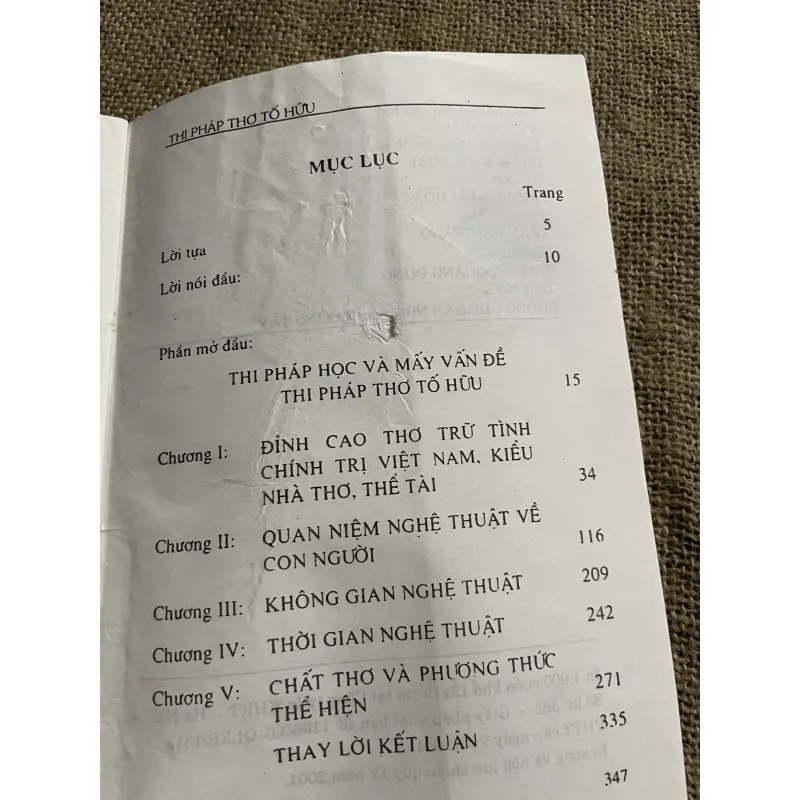 THI PHÁP THƠ TỐ HỮU
MỤC LỤC
Trang
Lời tựa 5
Lời nói đầu: 10
Phần mở đầu:
THI PHÁP HỌC VÀ MẤY VẤN ĐỀ
THI PHÁP THƠ TỐ HỮU 15
Chương I: ĐỈNH CAO THƠ TRỮ TÌNH
CHÍNH TRỊ VIỆT NAM, KIỂU
NHÀ THƠ, THỂ TÀI 34
Chương II: QUAN NIỆM NGHỆ THUẬT VỀ
CON NGƯỜI 116
Chương III: KHÔNG GIAN NGHỆ THUẬT 209
Chương IV: THỜI GIAN NGHỆ THUẬT 242
Chương V: CHẤT THƠ VÀ PHƯƠNG THỨC
THỂ HIỆN 271
THAY LỜI KẾT LUẬN 335
347